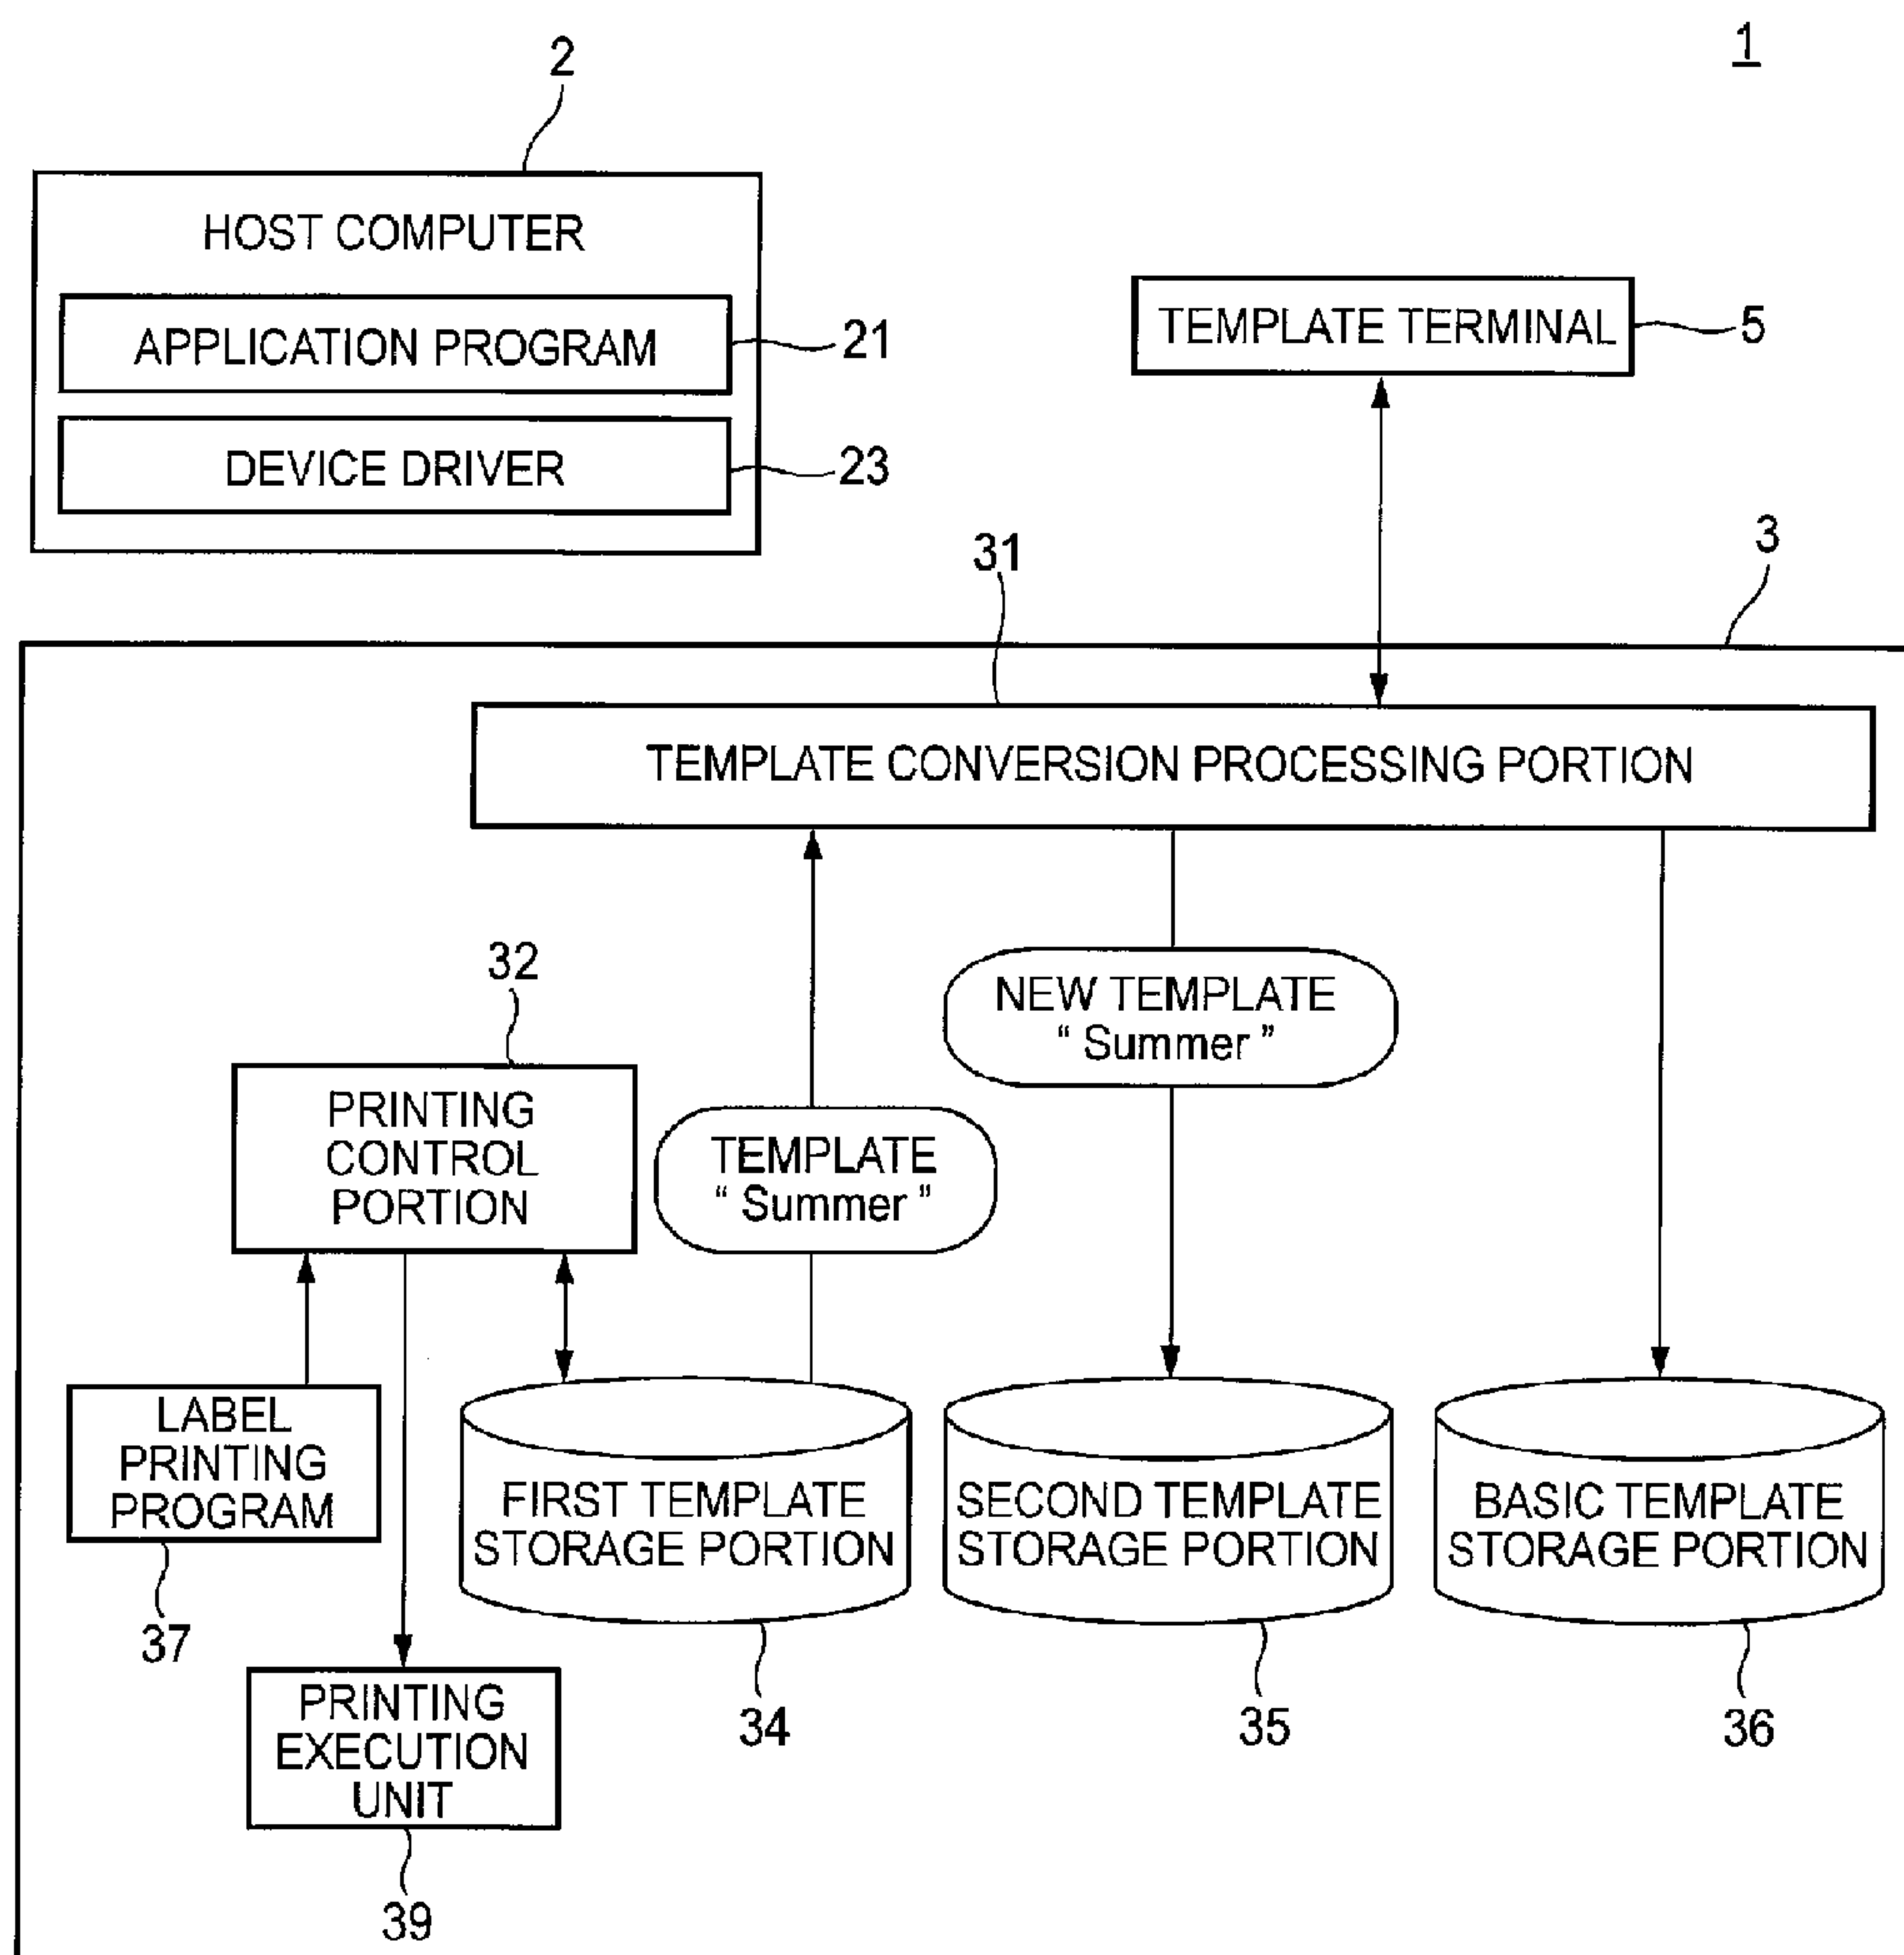 1
2
HOST COMPUTER
APPLICATION PROGRAM
21
DEVICE DRIVER
23
TEMPLATE TERMINAL
5
3
31
TEMPLATE CONVERSION PROCESSING PORTION
32
PRINTING
CONTROL
PORTION
TEMPLATE
“ Summer ”
NEW TEMPLATE
“ Summer ”
LABEL
PRINTING
PROGRAM
37
PRINTING
EXECUTION
UNIT
39
FIRST TEMPLATE
STORAGE PORTION
34
SECOND TEMPLATE
STORAGE PORTION
35
BASIC TEMPLATE
STORAGE PORTION
36